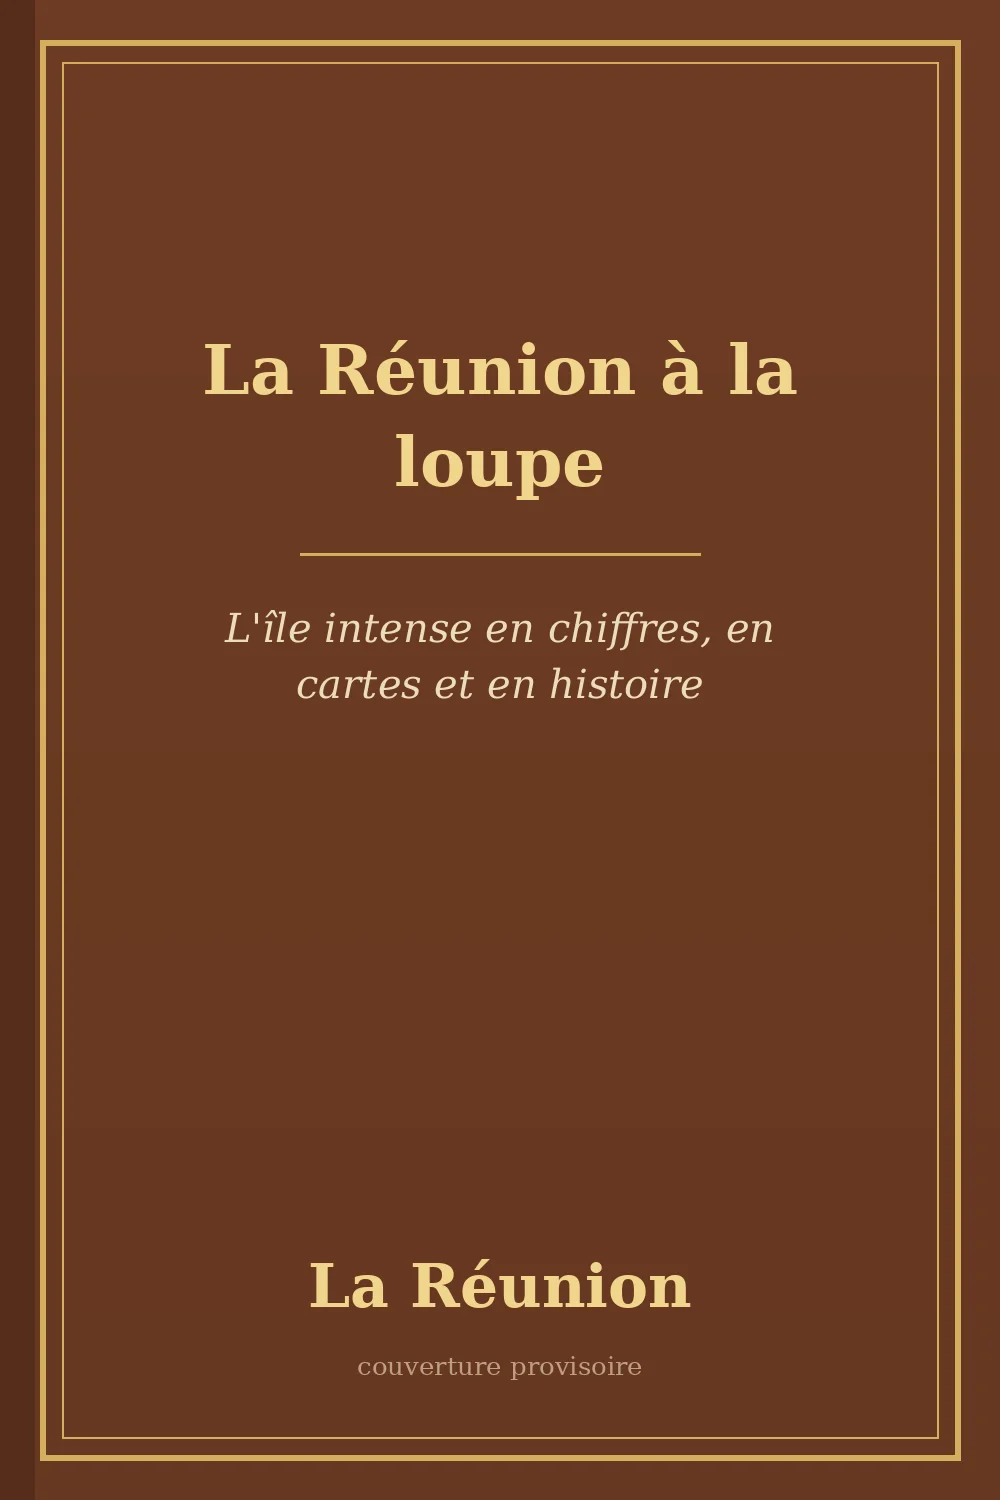 La Réunion à la
loupe
L'île intense en chiffres, en
cartes et en histoire
La Réunion
couverture provisoire